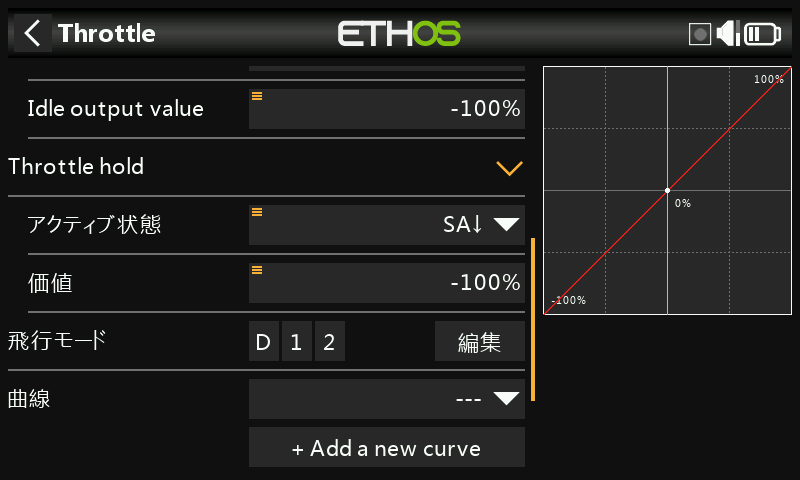 Throttle
ETHOS
Idle output value
-100%
Throttle hold
アクティブ状態
SA↓
価値
-100%
飛行モード
D 1 2
編集
曲線
---
+ Add a new curve
100%
0%
-100%